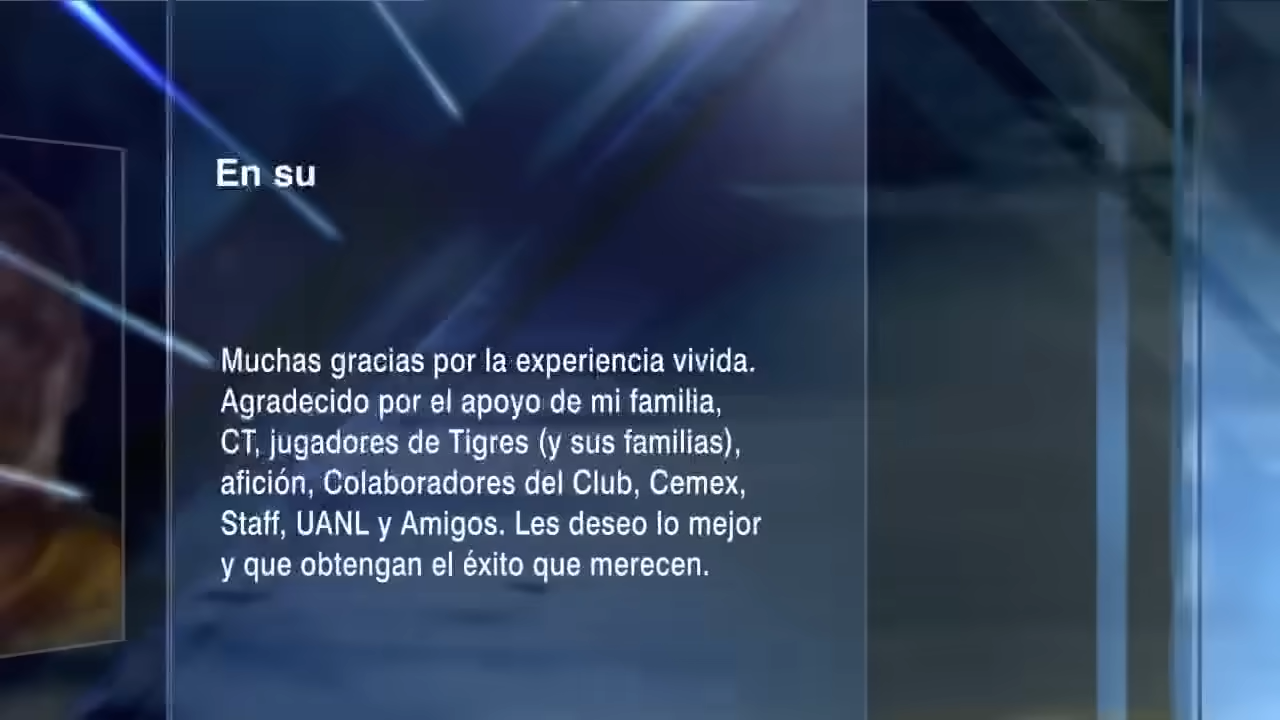 En su
Muchas gracias por la experiencia vivida.
Agradecido por el apoyo de mi familia,
CT, jugadores de Tigres (y sus familias),
afición, Colaboradores del Club, Cemex,
Staff, UANL y Amigos. Les deseo lo mejor
y que obtengan el éxito que merecen.